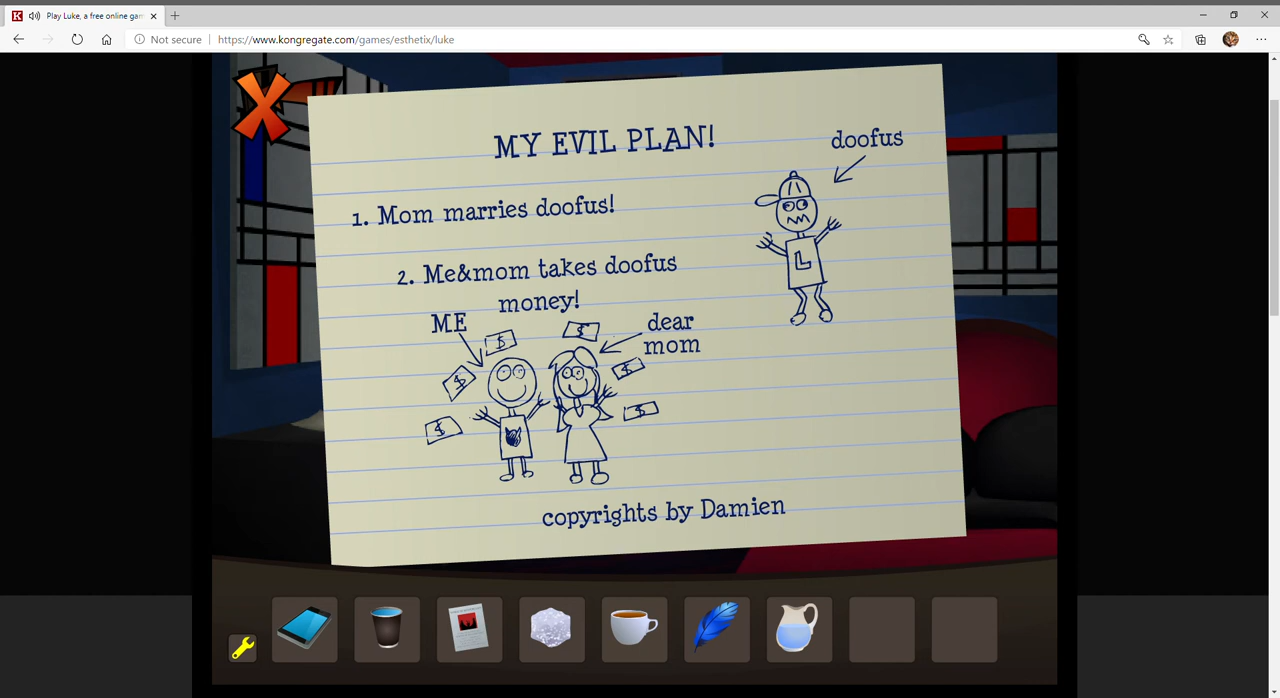 Play Luke, a free online gam
Not secure
https://www.kongregate.com/games/esthetix/luke
MY EVIL PLAN!
doofus
1. Mom marries doofus!
L
2. Me&mom takes doofus
money!
ME
dear
mom
$
$
$
$
$
$
copyrights by Damien